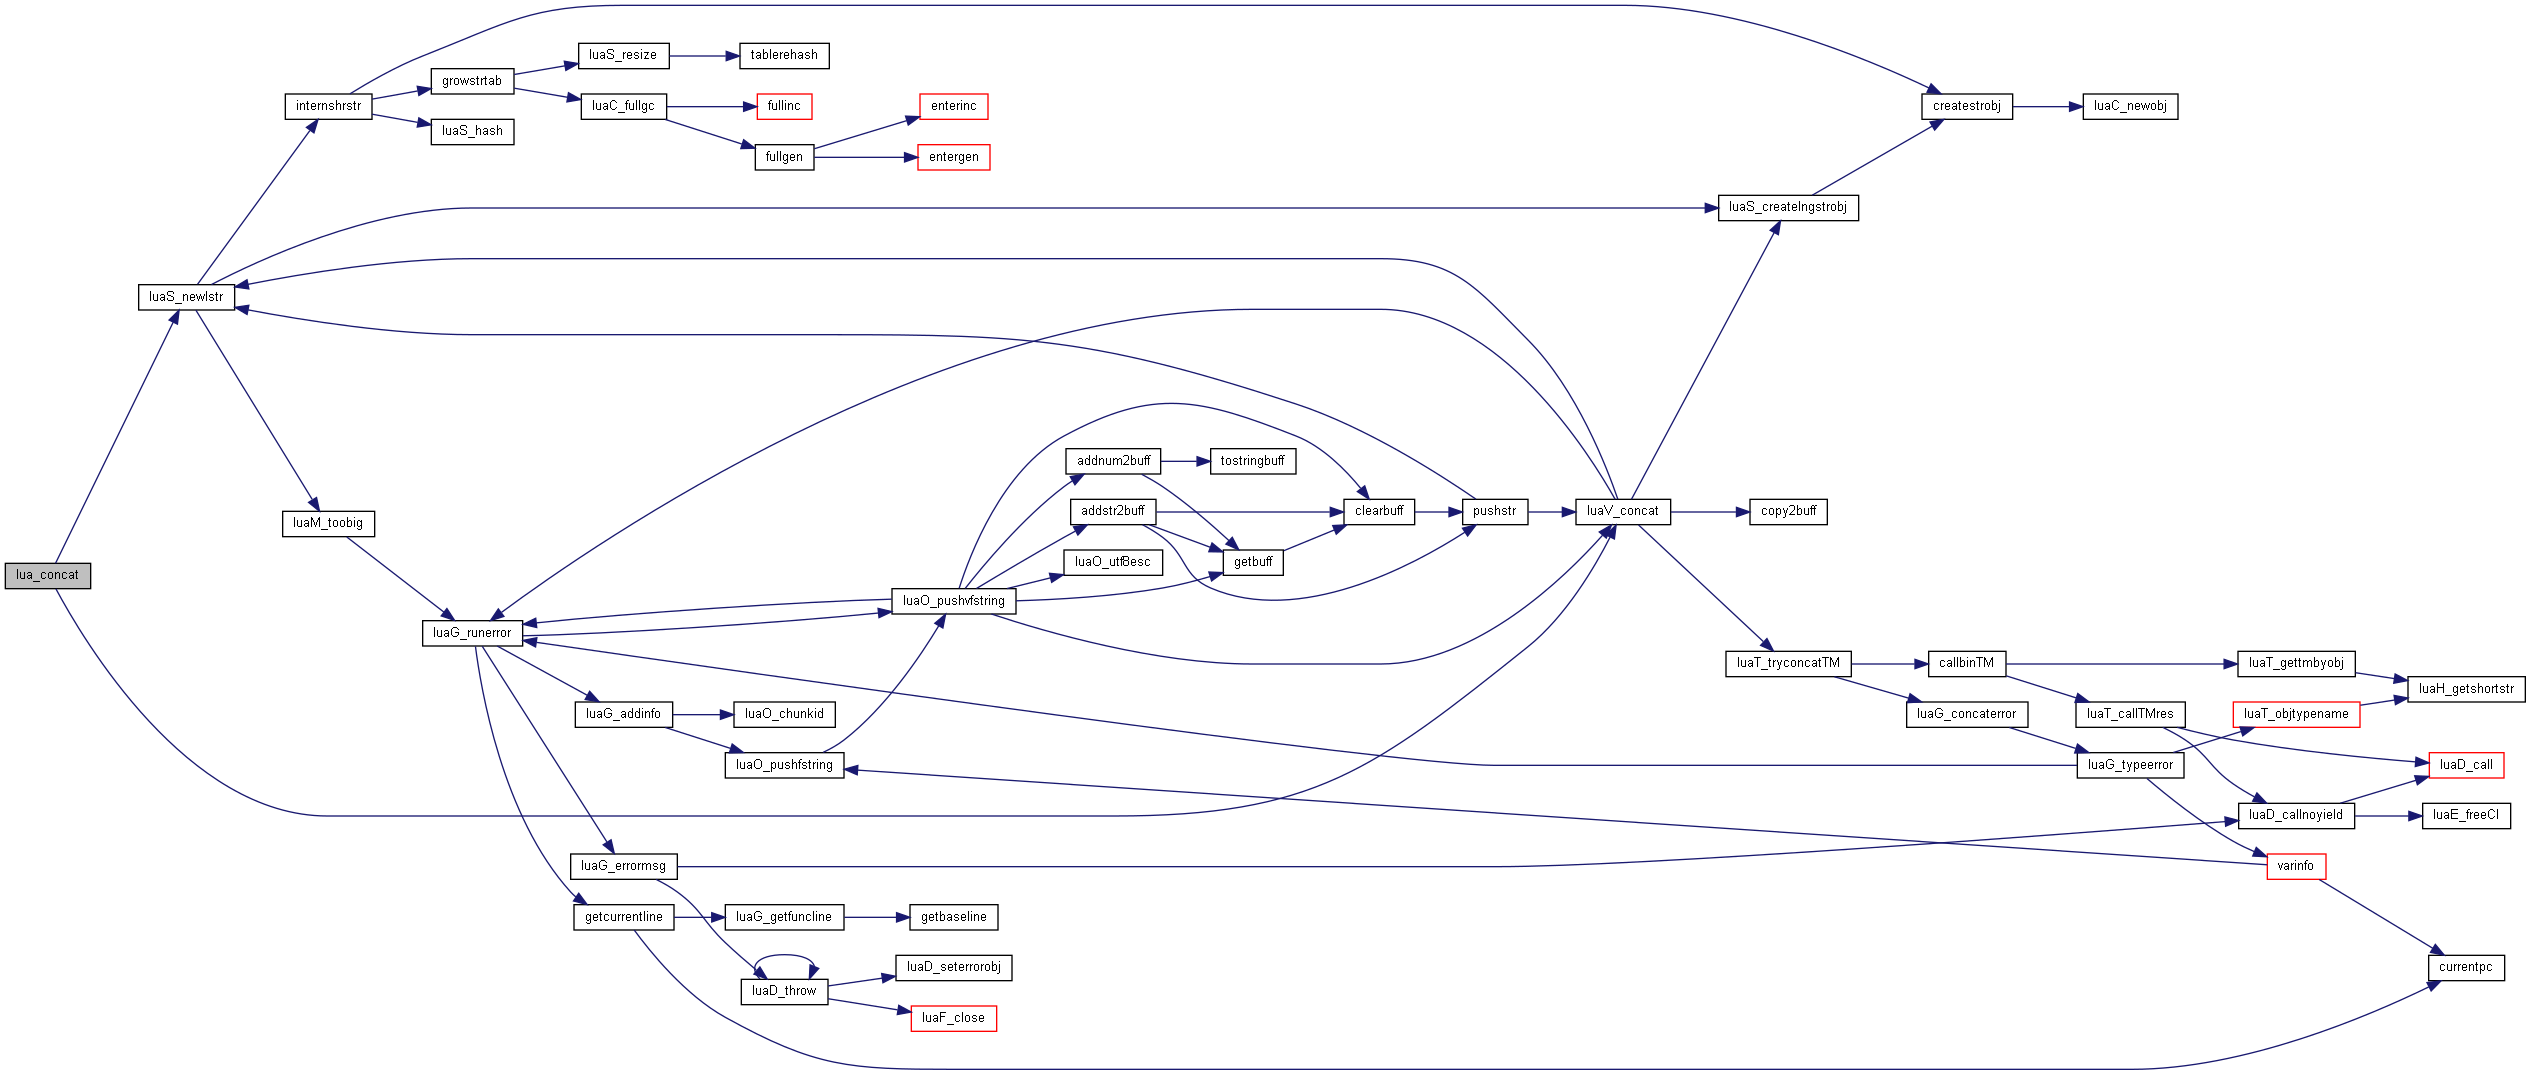 luaS_resize
tablerehash
growstrtab
internshrstr
luaC_fullgc
fullinc
enterinc
createstrobj
luaC_newobj
luaS_hash
fullgen
entergen
luaS_createlngstrobj
luaS_newlstr
addnum2buff
tostringbuff
luaM_toobig
addstr2buff
clearbuff
pushstr
luaV_concat
copy2buff
lua_concat
luaO_utf8esc
getbuff
luaO_pushvfstring
luaG_runerror
luaT_tryconcatTM
callbinTM
luaT_gettmbyobj
luaH_getshortstr
luaG_addinfo
luaO_chunkid
luaG_concaterror
luaT_callTMres
luaT_objtypename
luaO_pushfstring
luaG_typeerror
luaD_call
luaD_callnoyield
luaE_freeCI
luaG_errormsg
varinfo
getcurrentline
luaG_getfuncline
getbaseline
luaD_seterrorobj
currentpc
luaD_throw
luaF_close